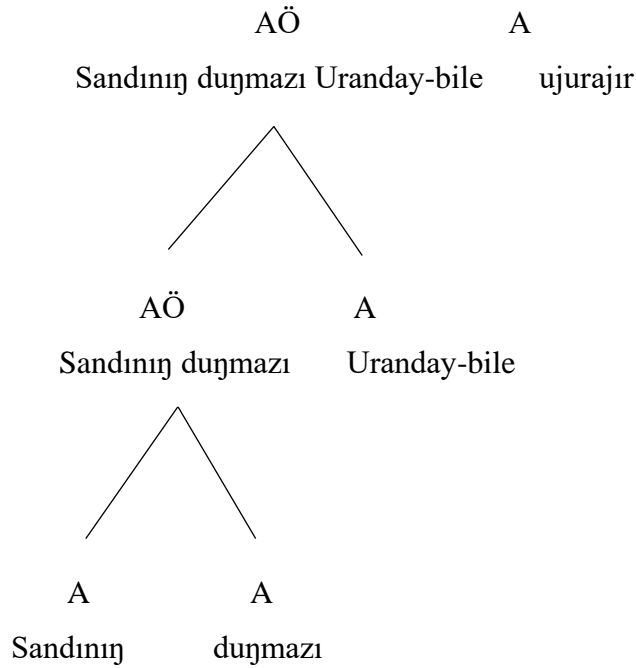 AÖ A
Sandınıŋ duŋmazı Uranday-bile ujurajır
AÖ A
Sandınıŋ duŋmazı Uranday-bile
A A
Sandınıŋ duŋmazı